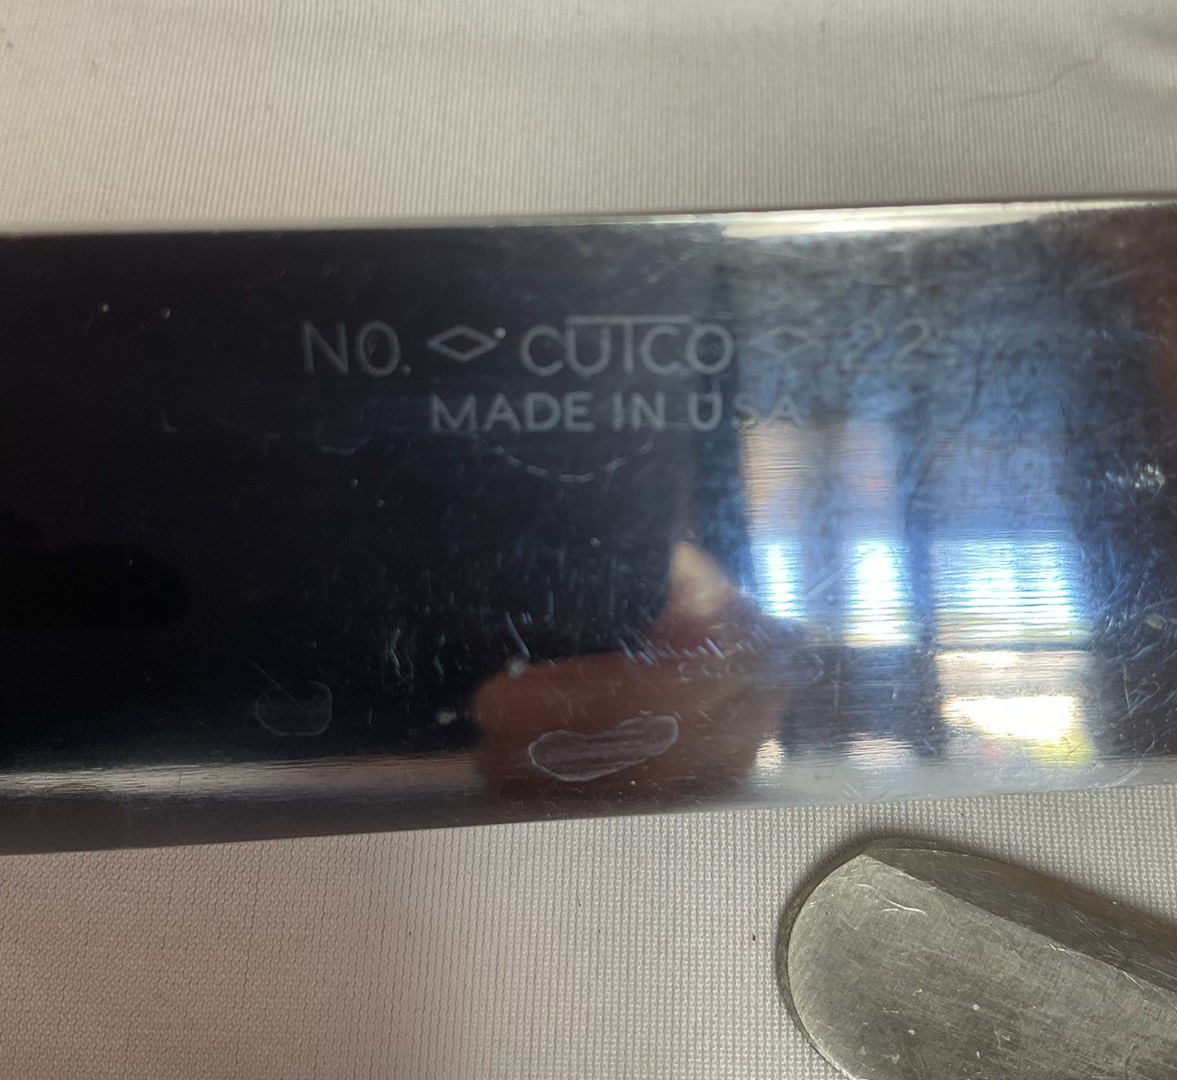 NO. ◇ CUTCO ◇ 22
MADE IN USA